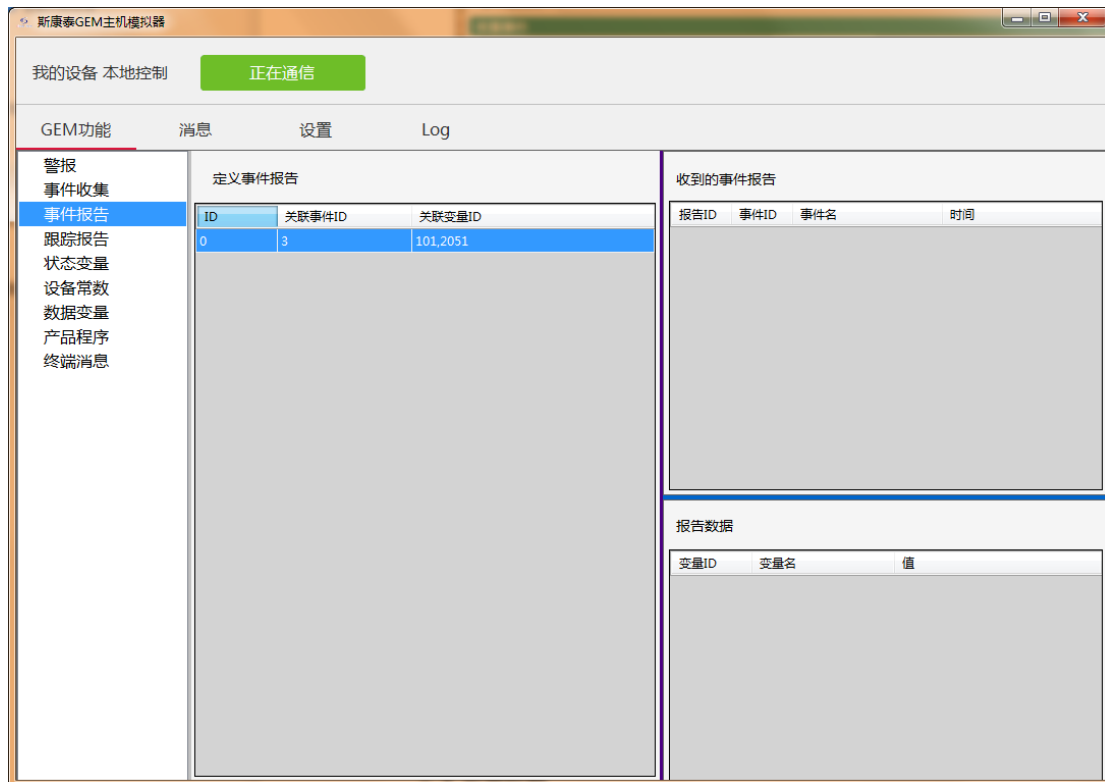 斯康泰GEM主机模拟器
我的设备 本地控制 正在通信
GEM功能 消息 设置 Log
警报
事件收集
事件报告
跟踪报告
状态变量
设备常数
数据变量
产品程序
终端消息
定义事件报告
ID 关联事件ID 关联变量ID
0 3 101,2051
收到的事件报告
报告ID 事件ID 事件名 时间
报告数据
变量ID 变量名 值